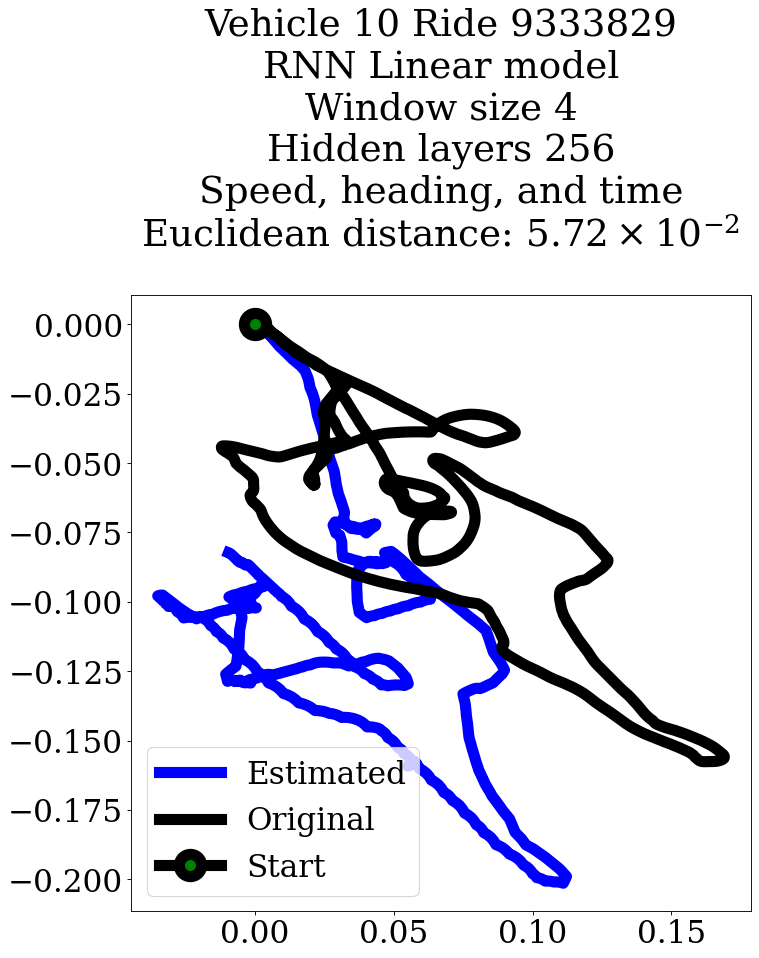 Vehicle 10 Ride 9333829
RNN Linear model
Window size 4
Hidden layers 256
Speed, heading, and time
Euclidean distance: 5.72 × 10⁻²
0.000
−0.025
−0.050
−0.075
−0.100
−0.125
−0.150
−0.175
−0.200
Estimated
Original
Start
0.00
0.05
0.10
0.15